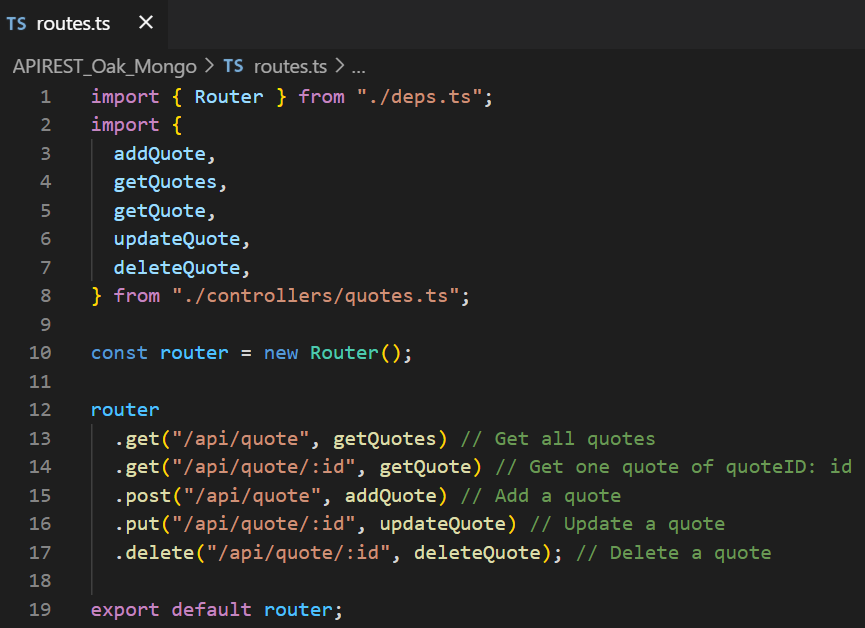 TS routes.ts ×
APIREST_Oak_Mongo > TS routes.ts > ...
1 import { Router } from "./deps.ts";
2 import {
3   addQuote,
4   getQuotes,
5   getQuote,
6   updateQuote,
7   deleteQuote,
8 } from "./controllers/quotes.ts";
9
10 const router = new Router();
11
12 router
13   .get("/api/quote", getQuotes) // Get all quotes
14   .get("/api/quote/:id", getQuote) // Get one quote of quoteID: id
15   .post("/api/quote", addQuote) // Add a quote
16   .put("/api/quote/:id", updateQuote) // Update a quote
17   .delete("/api/quote/:id", deleteQuote); // Delete a quote
18
19 export default router;